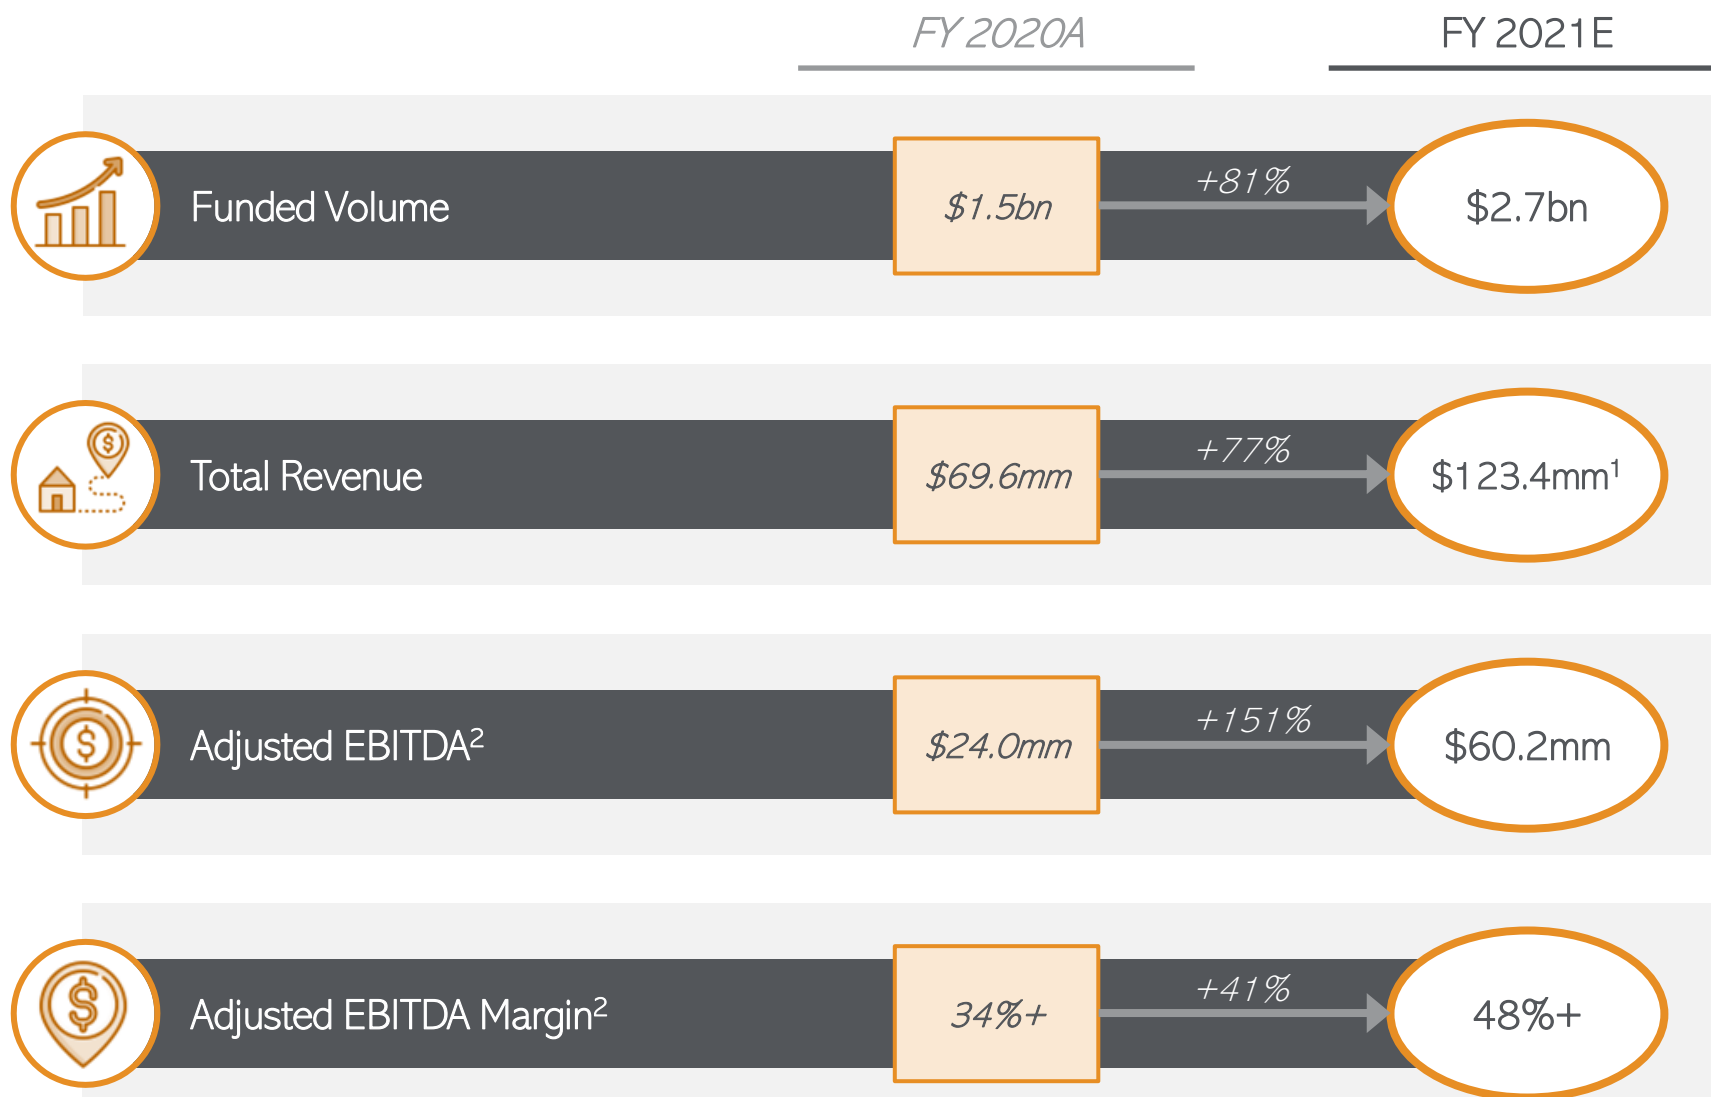 FY 2020A
FY 2021E
Funded Volume
$1.5bn
+81%
$2.7bn
Total Revenue
$69.6mm
+77%
$123.4mm¹
Adjusted EBITDA²
$24.0mm
+151%
$60.2mm
Adjusted EBITDA Margin²
34%+
+41%
48%+